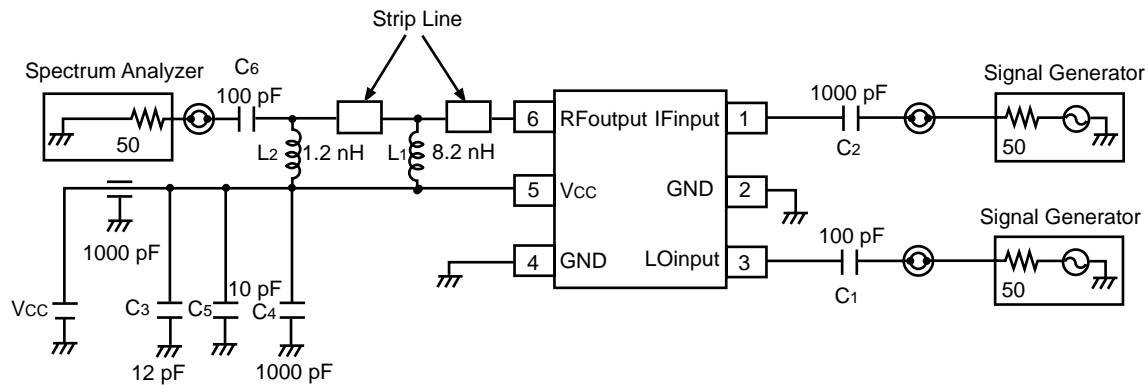 Strip Line
Spectrum Analyzer
C6
100 pF
50
L2
1.2 nH
L1
8.2 nH
6
RFoutput
IFinput
1
1000 pF
C2
Signal Generator
50
5
VCC
GND
2
1000 pF
4
GND
LOinput
3
100 pF
C1
Signal Generator
50
VCC
C3
12 pF
C5
10 pF
C4
1000 pF